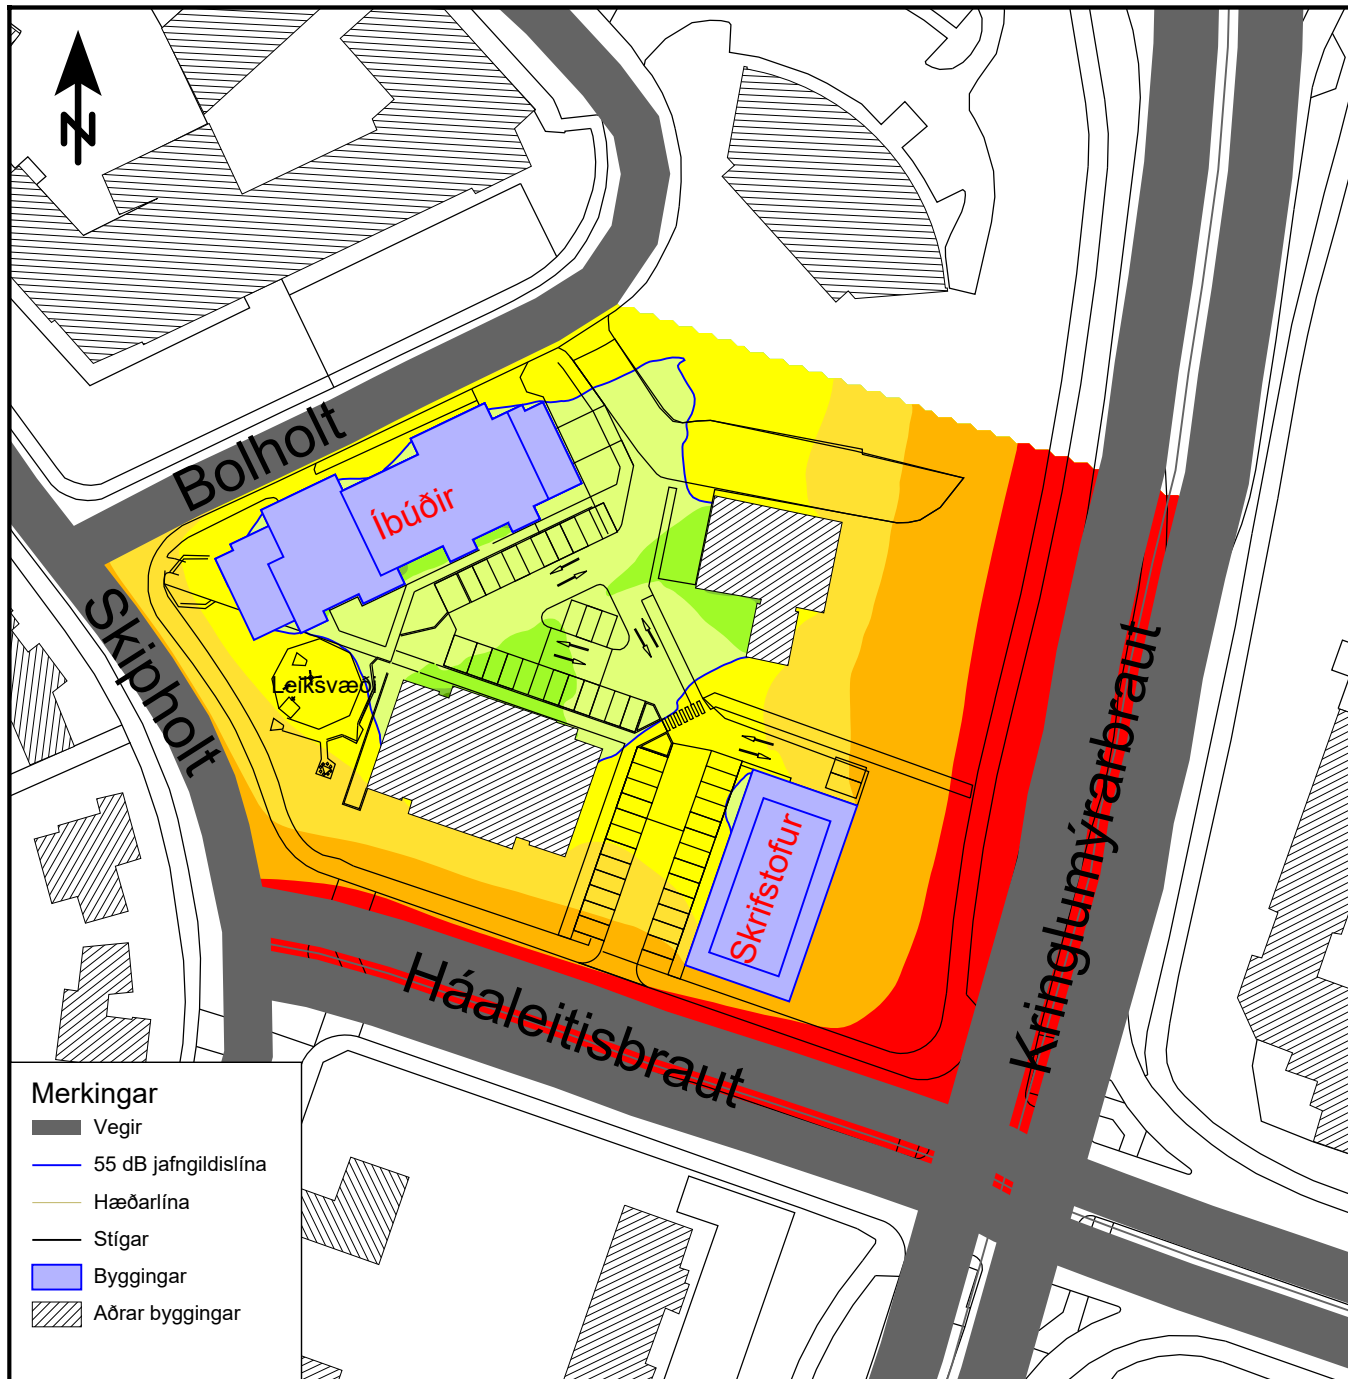 N
Bolholt
Íbúðir
Skipholt
Leiksvæði
Skrifstofur
Kringlumýrarbraut
Háaleitisbraut
Merkingar
Vegir
55 dB jafngildislína
Hæðarlína
Stígar
Byggingar
Aðrar byggingar